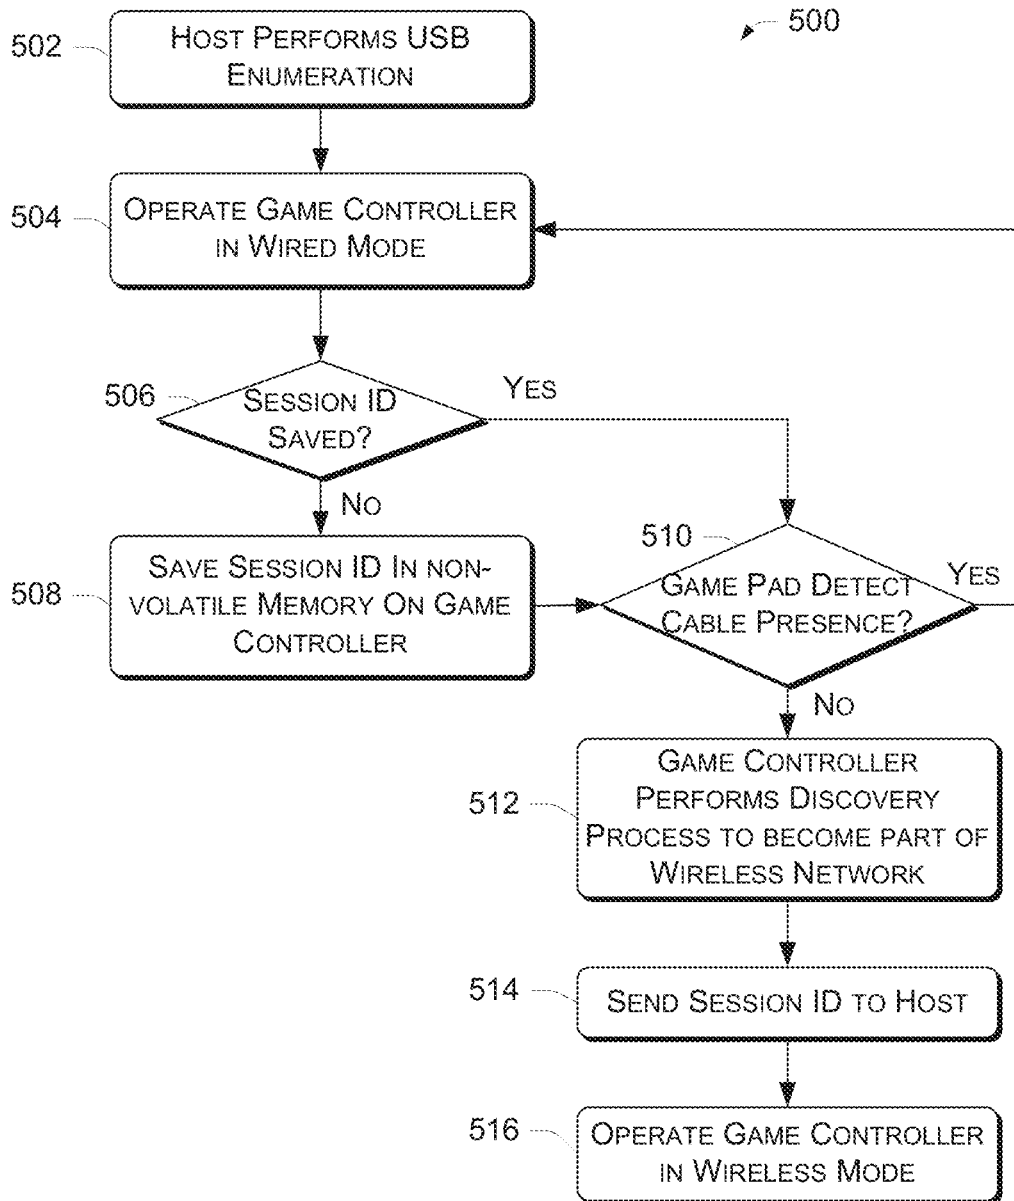 500
502
HOST PERFORMS USB
ENUMERATION
504
OPERATE GAME CONTROLLER
IN WIRED MODE
506
SESSION ID
SAVED?
YES
NO
508
SAVE SESSION ID IN NON-
VOLATILE MEMORY ON GAME
CONTROLLER
510
GAME PAD DETECT
CABLE PRESENCE?
YES
NO
512
GAME CONTROLLER
PERFORMS DISCOVERY
PROCESS TO BECOME PART OF
WIRELESS NETWORK
514
SEND SESSION ID TO HOST
516
OPERATE GAME CONTROLLER
IN WIRELESS MODE